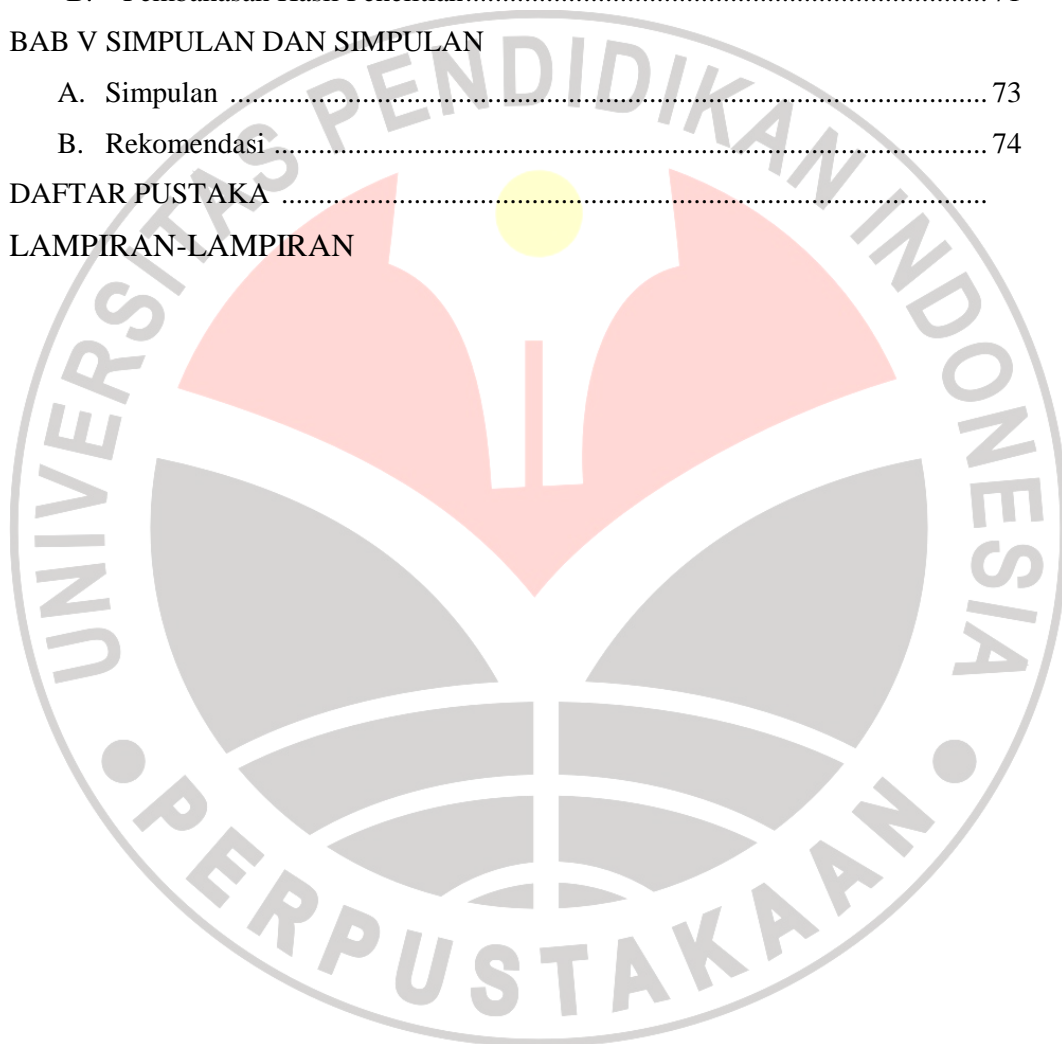 BAB V SIMPULAN DAN SIMPULAN
A. Simpulan .................................................................................................. 73
B. Rekomendasi ............................................................................................ 74
DAFTAR PUSTAKA ............................................................................................
LAMPIRAN-LAMPIRAN
UNIVERSITAS PENDIDIKAN INDONESIA
PERPUSTAKAAN